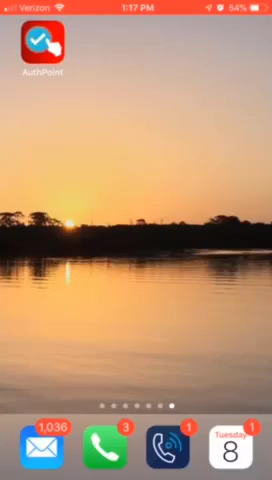 Verizon 1:17 PM 54%
AuthPoint
1,036 3 1 1
Tuesday
8